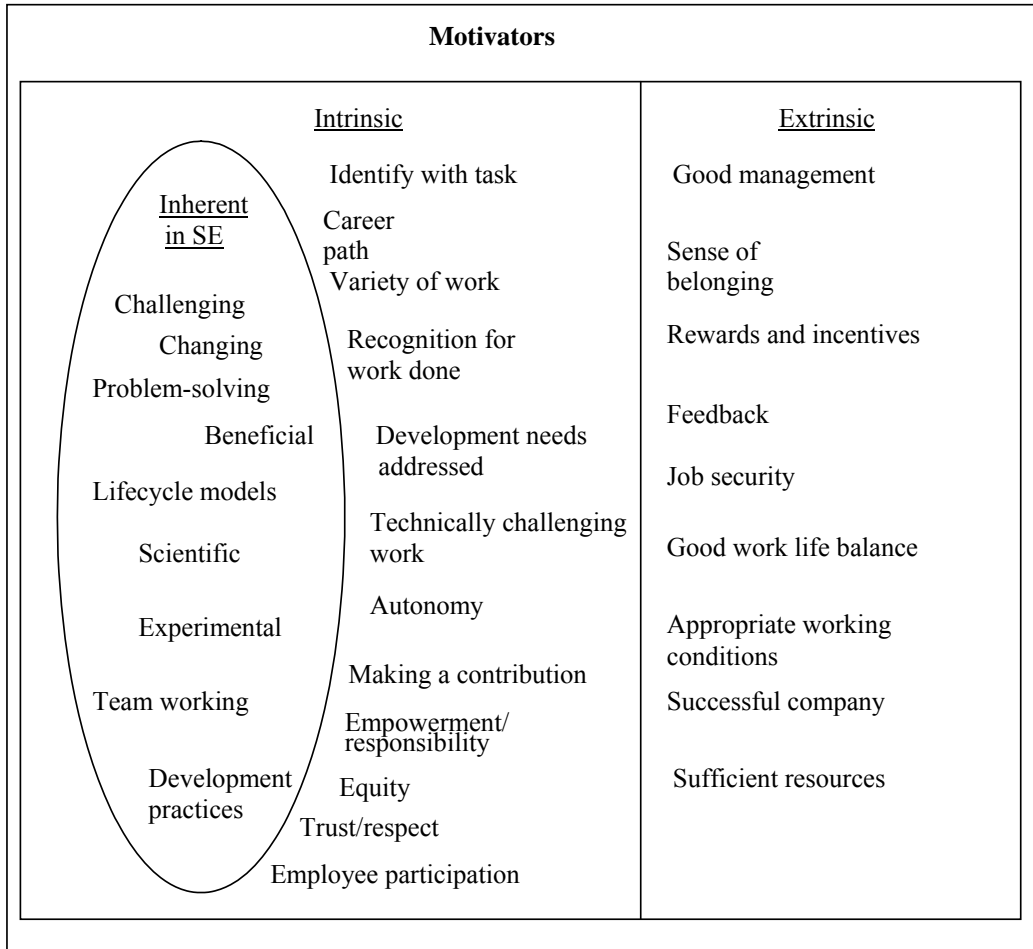 Motivators
Intrinsic
Inherent
in SE
Challenging
Changing
Problem-solving
Beneficial
Lifecycle models
Scientific
Experimental
Team working
Development
practices
Identify with task
Career
path
Variety of work
Recognition for
work done
Development needs
addressed
Technically challenging
work
Autonomy
Making a contribution
Empowerment/
responsibility
Equity
Trust/respect
Employee participation
Extrinsic
Good management
Sense of
belonging
Rewards and incentives
Feedback
Job security
Good work life balance
Appropriate working
conditions
Successful company
Sufficient resources